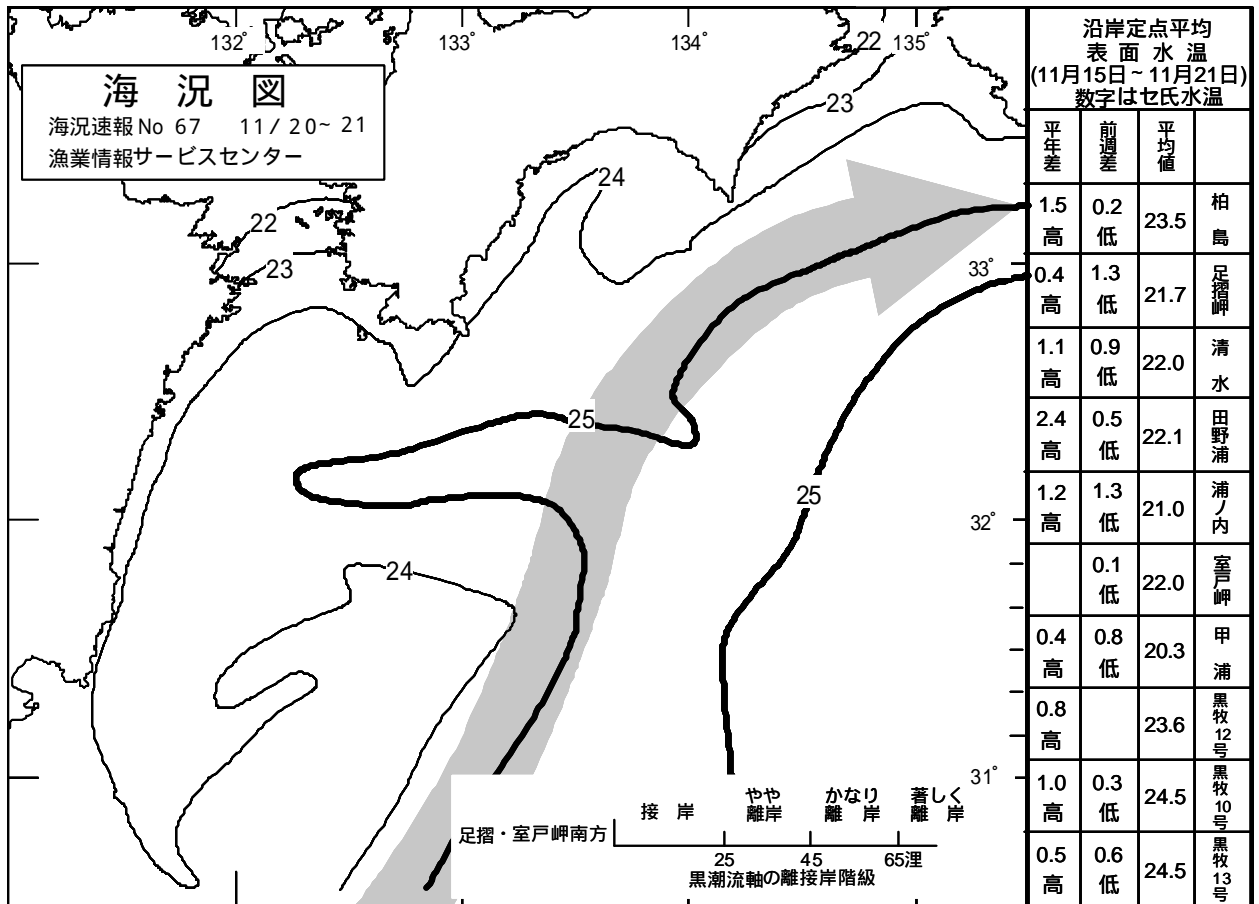 132°
133°
134°
22
135°
海 況 図
海況速報 No 67 11/20~ 21
漁業情報サービスセンター
23
24
22
23
33°
25
25
32°
24
31°
接 岸
やや
離岸
かなり
離 岸
著しく
離 岸
足摺・室戸岬南方
25
45
65浬
黒潮流軸の離接岸階級
沿岸定点平均
表 面 水 温
(11月15日~11月21日)
数字はセ氏水温
平年差 前週差 平均値
1.5高 0.2低 23.5 柏島
0.4高 1.3低 21.7 足摺岬
1.1高 0.9低 22.0 清水
2.4高 0.5低 22.1 田野浦
1.2高 1.3低 21.0 浦ノ内
0.1低 22.0 室戸岬
0.4高 0.8低 20.3 甲浦
0.8高 23.6 黒牧12号
1.0高 0.3低 24.5 黒牧10号
0.5高 0.6低 24.5 黒牧13号